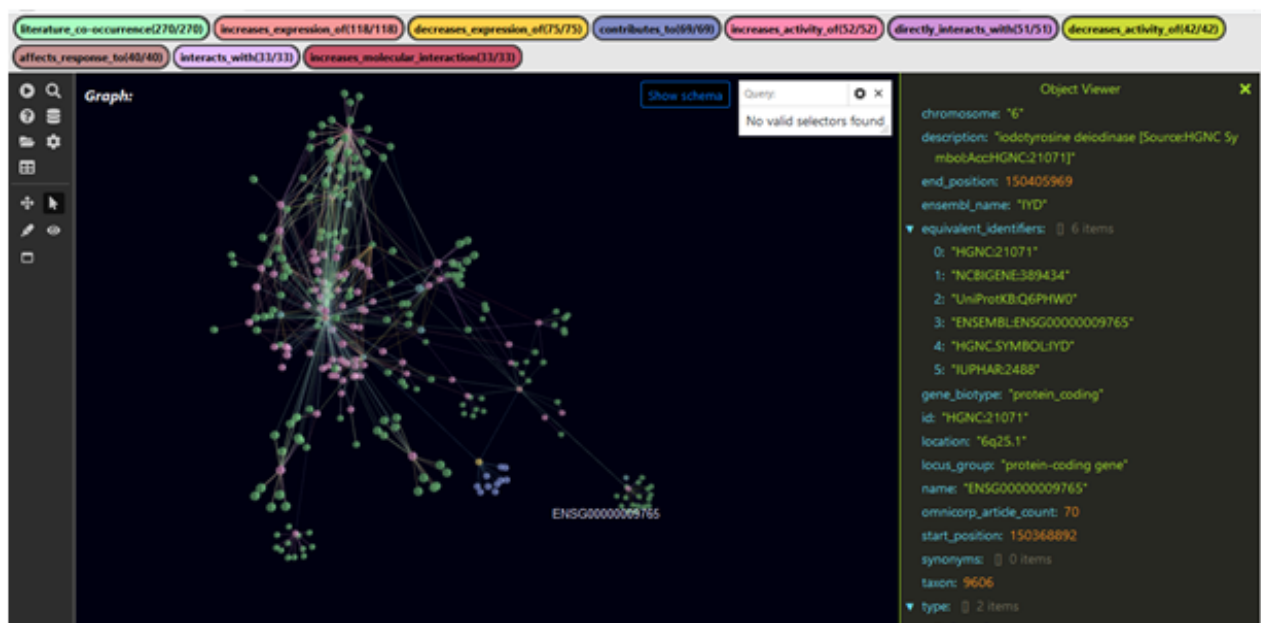 literature_co-occurrence(270/270) increases_expression_of(118/118) decreases_expression_of(75/75) contributes_to(69/69) increases_activity_of(52/52) directly_interacts_with(51/51) decreases_activity_of(42/42)
affects_response_to(40/40) interacts_with(33/33) increases_molecular_interaction(33/33)
Graph:
Show schema
Query:
No valid selectors found
ENSG00000009765
Object Viewer
chromosome: "6"
description: "iodotyrosine deiodinase [Source:HGNC Sy
mbol;Acc:HGNC:21071]"
end_position: 150405969
ensembl_name: "IYD"
equivalent_identifiers: [] 6 items
0: "HGNC:21071"
1: "NCBIGENE:389434"
2: "UniProtKB:Q6PHW0"
3: "ENSEMBL:ENSG00000009765"
4: "HGNC.SYMBOL:IYD"
5: "IUPHAR:2488"
gene_biotype: "protein_coding"
id: "HGNC:21071"
location: "6q25.1"
locus_group: "protein-coding gene"
name: "ENSG00000009765"
omnicorp_article_count: 70
start_position: 150368892
synonyms: [] 0 items
taxon: 9606
type: [] 2 items